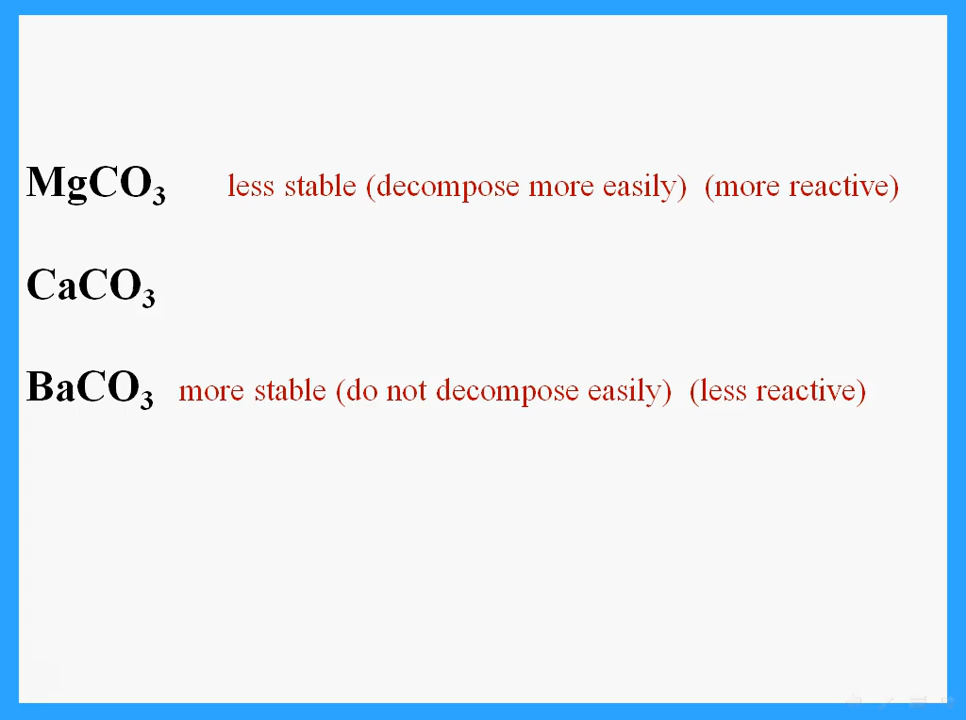 MgCO₃ less stable (decompose more easily) (more reactive)
CaCO₃
BaCO₃ more stable (do not decompose easily) (less reactive)